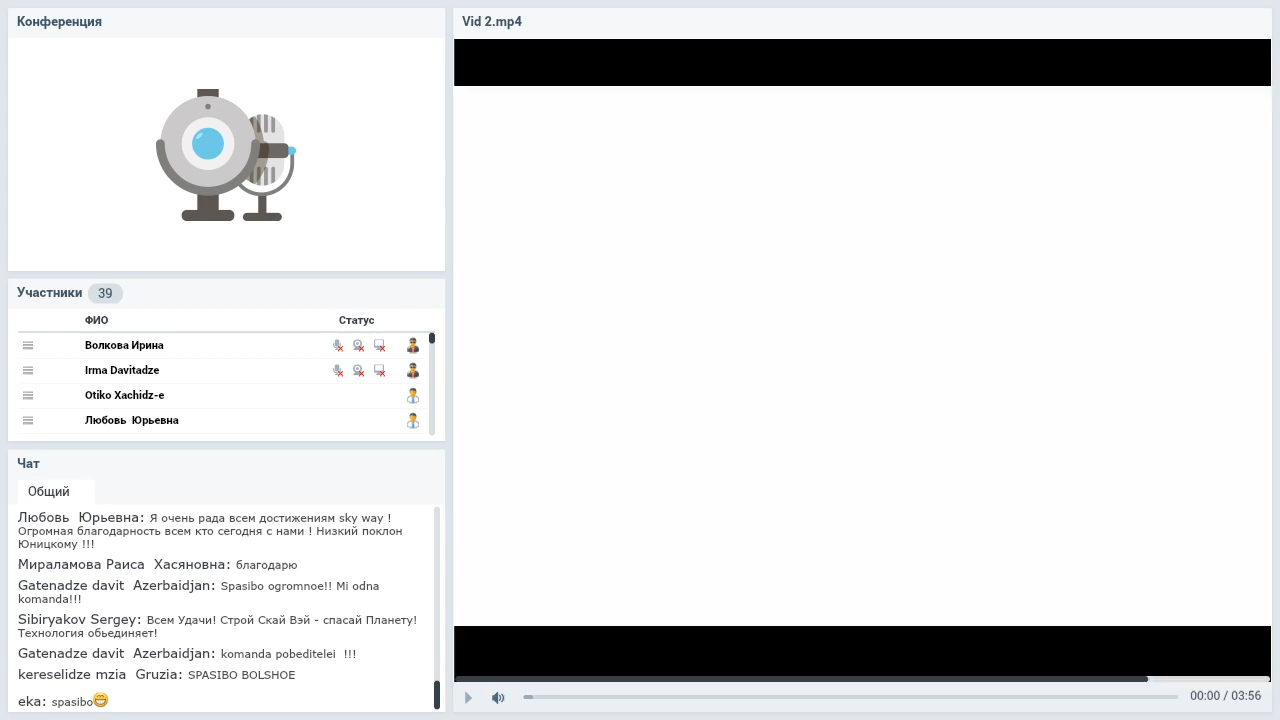 Конференция
Vid 2.mp4
Участники 39
ФИО Статус
Волкова Ирина
Irma Davitadze
Otiko Xachidz-e
Любовь Юрьевна
Чат
Общий
Любовь Юрьевна: Я очень рада всем достижениям sky way !
Огромная благодарность всем кто сегодня с нами ! Низкий поклон
Юницкому !!!
Мираламова Раиса Хасяновна: благодарю
Gatenadze davit Azerbaidjan: Spasibo ogromnoe!! Mi odna
komanda!!!
Sibiryakov Sergey: Всем Удачи! Строй Скай Вэй - спасай Планету!
Технология обьединяет!
Gatenadze davit Azerbaidjan: komanda pobeditelei !!!
kereselidze mzia Gruzia: SPASIBO BOLSHOE
eka: spasibo
00:00 / 03:56